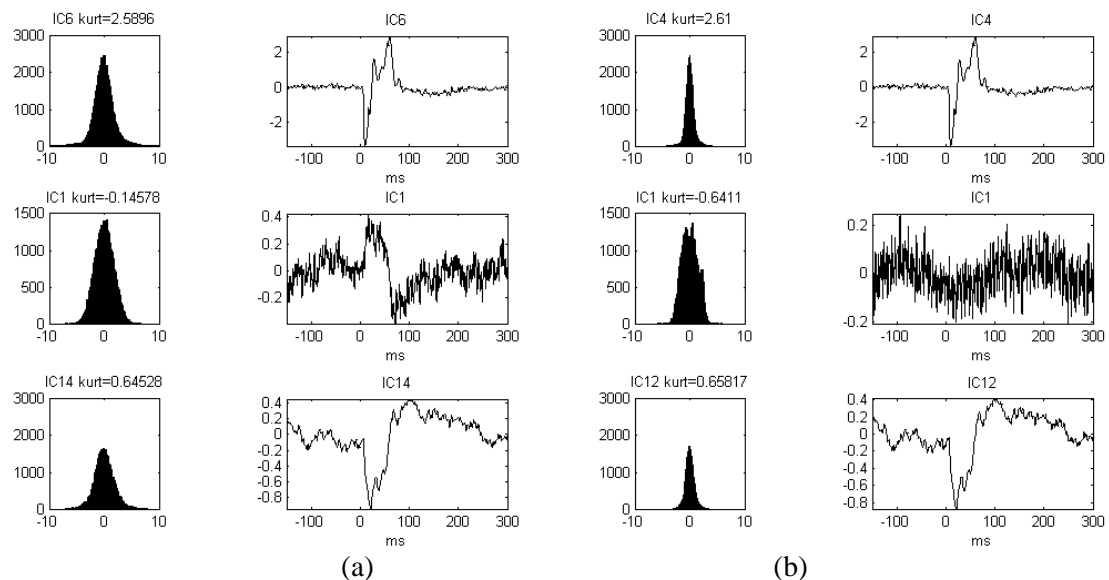 IC6 kurt=2.5896
3000
2000
1000
0
-10 0 10
IC6
2
0
-2
-100 0 100 200 300
ms
IC1 kurt=-0.14578
1500
1000
500
0
-10 0 10
IC1
0.4
0.2
0
-0.2
-100 0 100 200 300
ms
IC14 kurt=0.64528
3000
2000
1000
0
-10 0 10
IC14
0.4
0.2
0
-0.2
-0.4
-0.6
-0.8
-100 0 100 200 300
ms
(a)
IC4 kurt=2.61
3000
2000
1000
0
-10 0 10
IC4
2
0
-2
-100 0 100 200 300
ms
IC1 kurt=-0.6411
1500
1000
500
0
-10 0 10
IC1
0.2
0
-0.2
-100 0 100 200 300
ms
IC12 kurt=0.65817
3000
2000
1000
0
-10 0 10
IC12
0.4
0.2
0
-0.2
-0.4
-0.6
-0.8
-100 0 100 200 300
ms
(b)